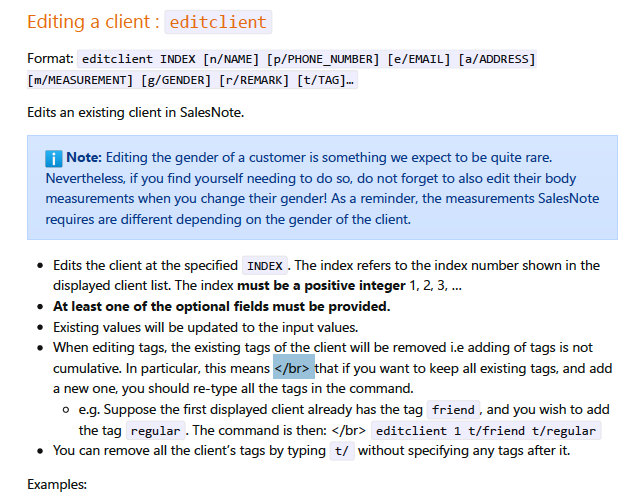 Editing a client : editclient
Format: editclient INDEX [n/NAME] [p/PHONE_NUMBER] [e/EMAIL] [a/ADDRESS]
[m/MEASUREMENT] [g/GENDER] [r/REMARK] [t/TAG]…
Edits an existing client in SalesNote.
ℹ Note: Editing the gender of a customer is something we expect to be quite rare.
Nevertheless, if you find yourself needing to do so, do not forget to also edit their body
measurements when you change their gender! As a reminder, the measurements SalesNote
requires are different depending on the gender of the client.
• Edits the client at the specified INDEX . The index refers to the index number shown in the
displayed client list. The index must be a positive integer 1, 2, 3, …
• At least one of the optional fields must be provided.
• Existing values will be updated to the input values.
• When editing tags, the existing tags of the client will be removed i.e adding of tags is not
cumulative. In particular, this means </br> that if you want to keep all existing tags, and add
a new one, you should re-type all the tags in the command.
◦ e.g. Suppose the first displayed client already has the tag friend , and you wish to add
the tag regular . The command is then: </br> editclient 1 t/friend t/regular
• You can remove all the client’s tags by typing t/ without specifying any tags after it.
Examples: